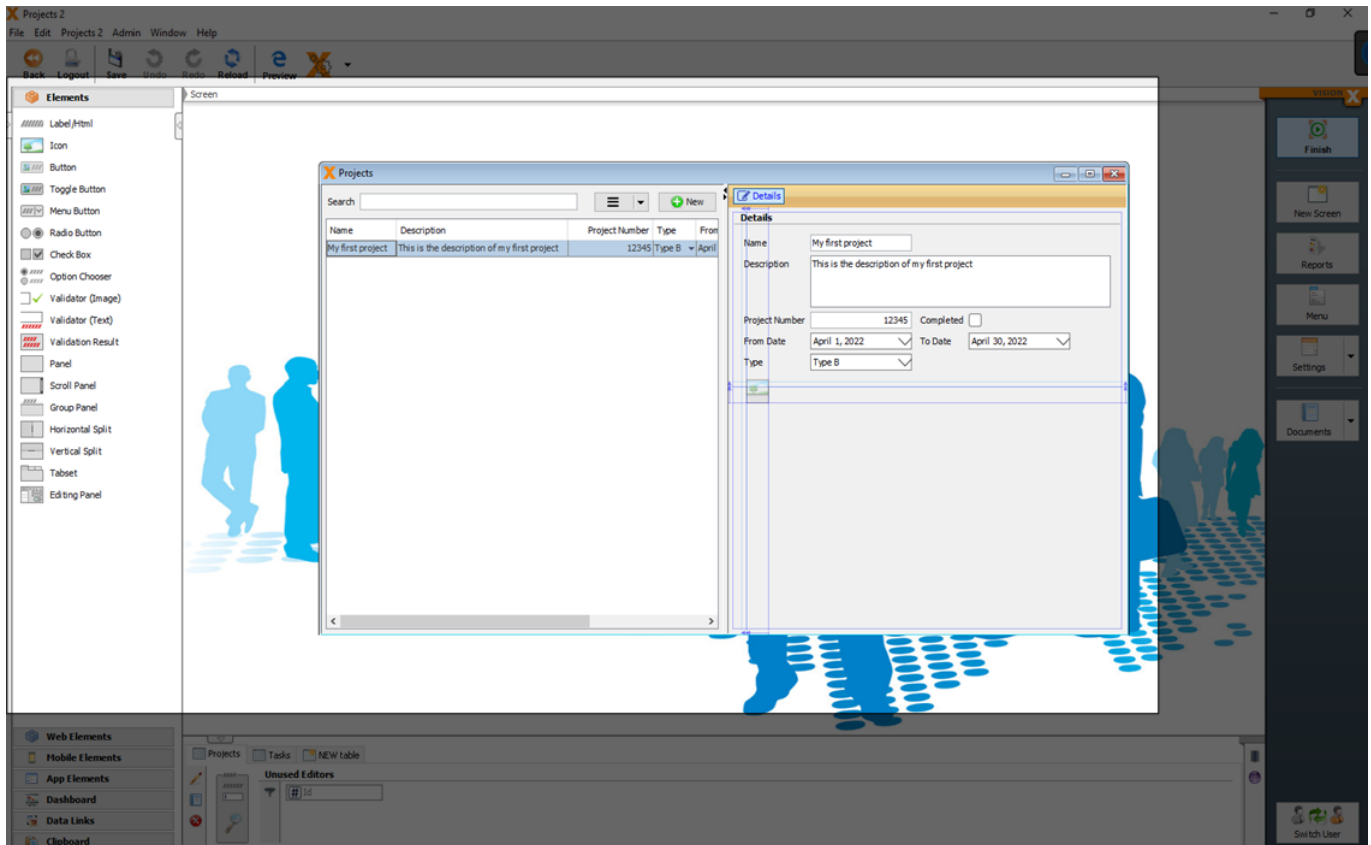 Projects 2
File Edit Projects 2 Admin Window Help
Back Logout Save Undo Redo Reload Preview
Elements
Screen
VISION X
Label/Html
Icon
Button
Toggle Button
Menu Button
Radio Button
Check Box
Option Chooser
Validator (Image)
Validator (Text)
Validation Result
Panel
Scroll Panel
Group Panel
Horizontal Split
Vertical Split
Tabset
Editing Panel
Projects
Search
New
Name Description Project Number Type From
My first project This is the description of my first project 12345 Type B April
Details
Details
Name My first project
Description This is the description of my first project
Project Number 12345 Completed
From Date April 1, 2022 To Date April 30, 2022
Type Type B
Finish
New Screen
Reports
Menu
Settings
Documents
Web Elements
Mobile Elements
App Elements
Dashboard
Data Links
Clipboard
Projects Tasks NEW table
Unused Editors
# Id
Switch User